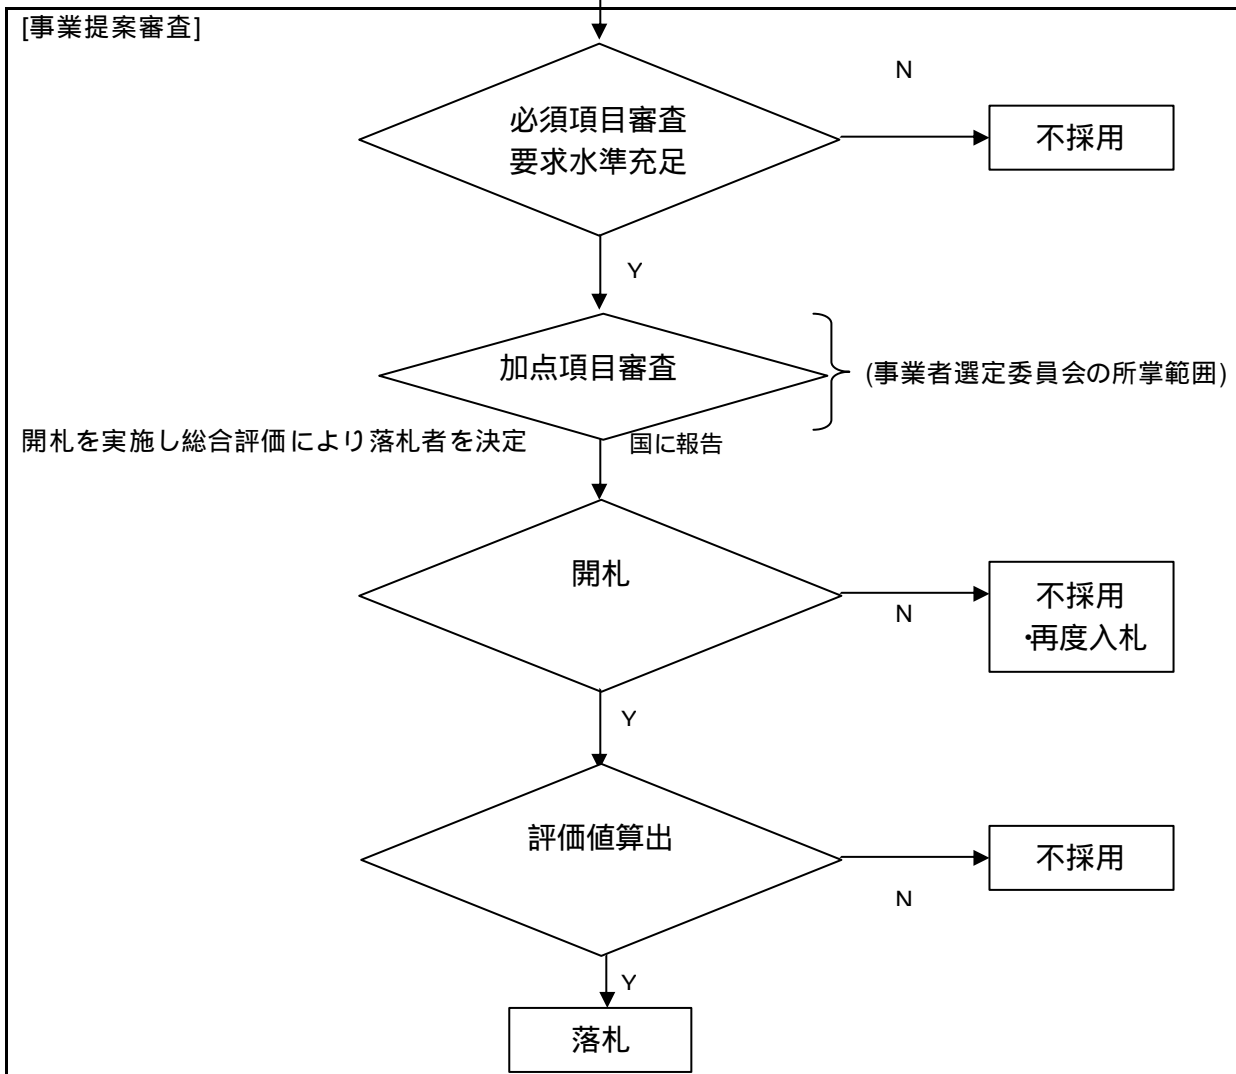 [事業提案審査]
N
必須項目審査
要求水準充足
不採用
Y
加点項目審査
(事業者選定委員会の所掌範囲)
開札を実施し総合評価により落札者を決定
国に報告
開札
N
不採用
・再度入札
Y
評価値算出
不採用
N
Y
落札